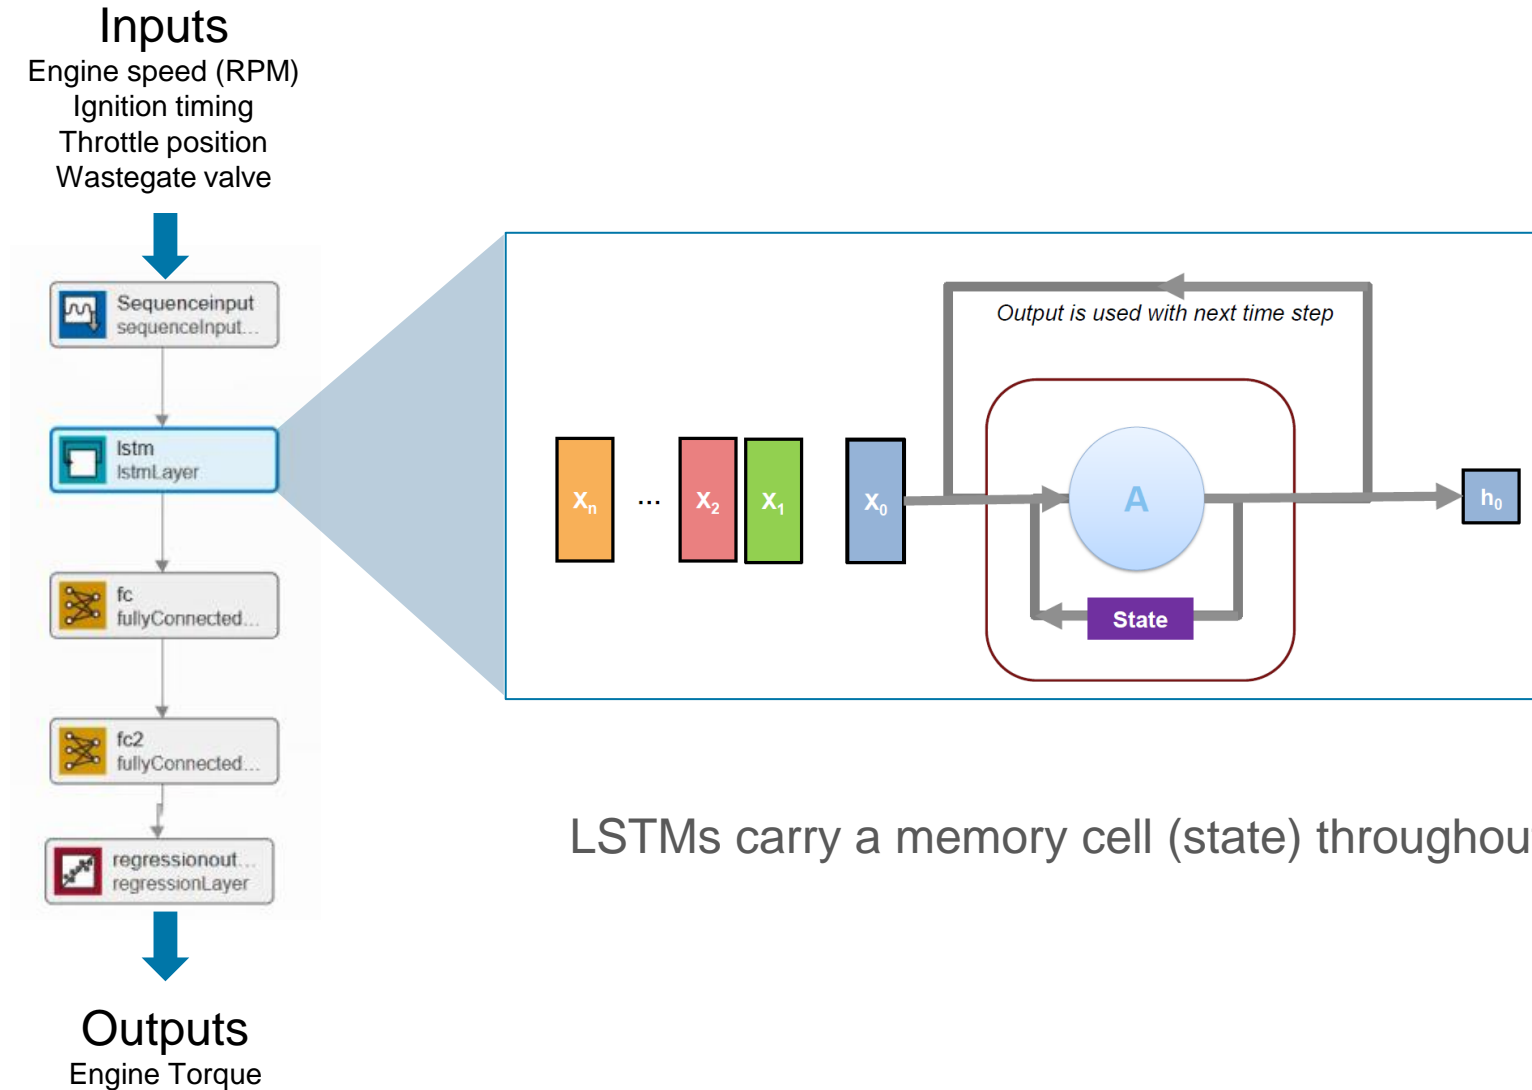 Inputs
Engine speed (RPM)
Ignition timing
Throttle position
Wastegate valve
Sequenceinput
sequenceInput...
lstm
lstmLayer
fc
fullyConnected...
fc2
fullyConnected...
regressionout...
regressionLayer
Outputs
Engine Torque
Output is used with next time step
Xn ... X2 X1 X0 A h0
State
LSTMs carry a memory cell (state) throughou